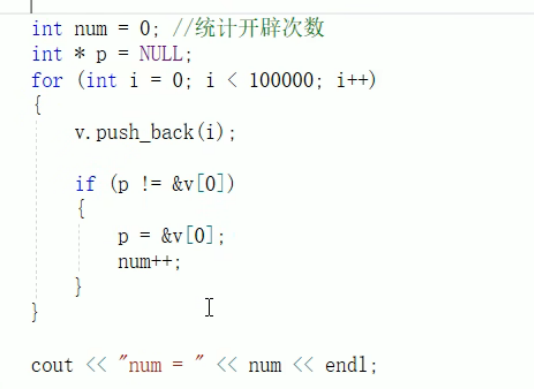 int num = 0; //统计开辟次数
int * p = NULL;
for (int i = 0; i < 100000; i++)
{
v.push_back(i);
if (p != &v[0])
{
p = &v[0];
num++;
}
}
cout << "num = " << num << endl;